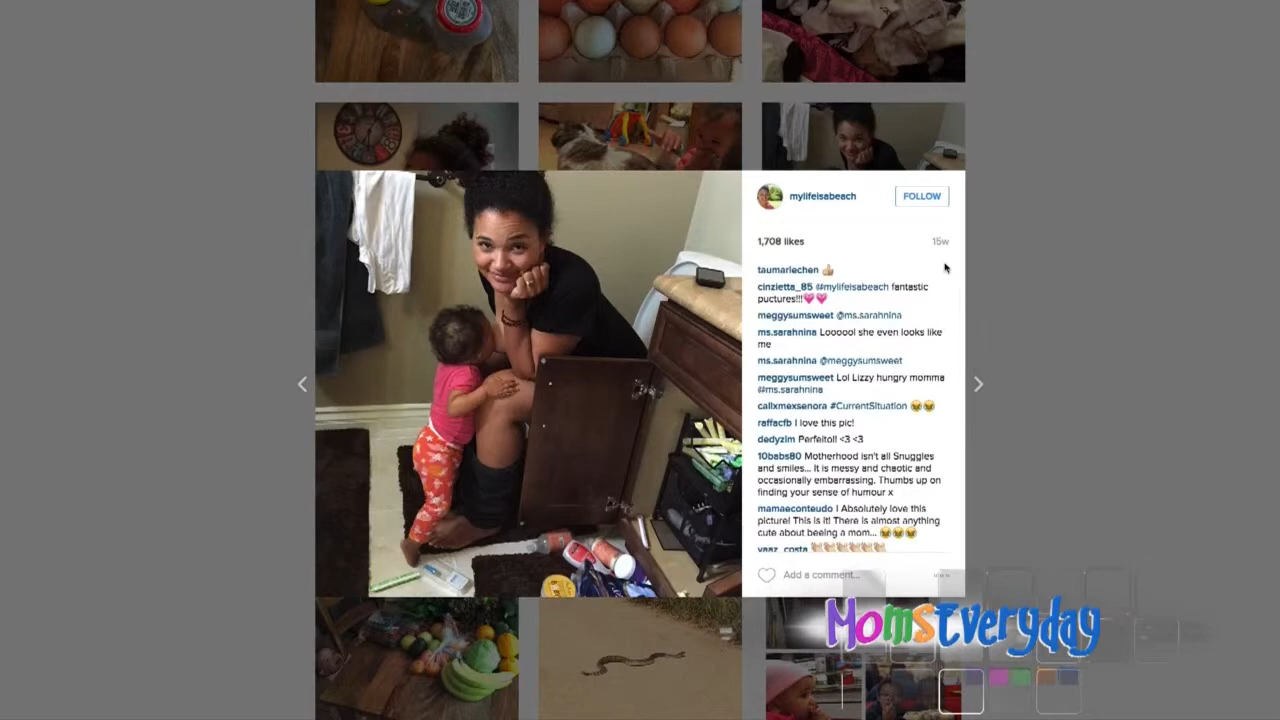 mylifeisabeach
FOLLOW
1,708 likes
15w
taumariechen 👍
cinzietta_85 #mylifeisabeach fantastic
puctures!!!💗💗
meggysumsweet @ms.sarahnina
ms.sarahnina Loooool she even looks like
me
ms.sarahnina @meggysumsweet
meggysumsweet Lol Lizzy hungry momma
@ms.sarahnina
callxmexsenora #CurrentSituation 😹😹
raffacfb I love this pic!
dedyzim Perfeito!! <3 <3
10babs80 Motherhood isn't all Snuggles
and smiles... It is messy and chaotic and
occasionally embarrassing. Thumbs up on
finding your sense of humour x
mamaeconteudo I Absolutely love this
picture! This is it! There is almost anything
cute about beeing a mom... 😹😹😹
vaaz_costa 👏👏👏👏👏👏
Add a comment...
MomsEveryday